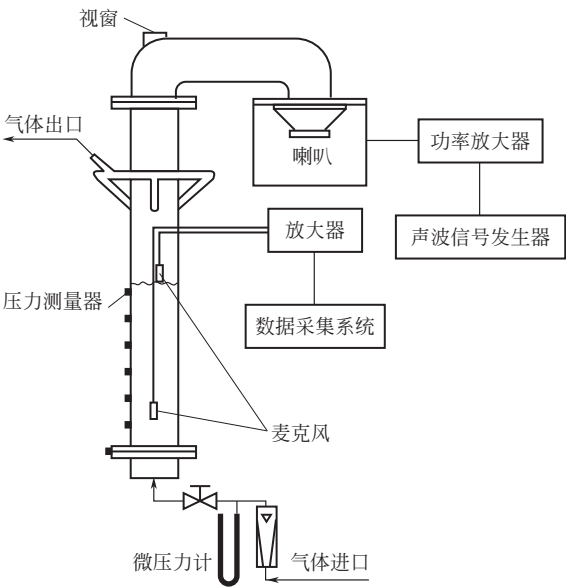 视窗
气体出口
喇叭
功率放大器
放大器
声波信号发生器
压力测量器
数据采集系统
麦克风
微压力计
气体进口